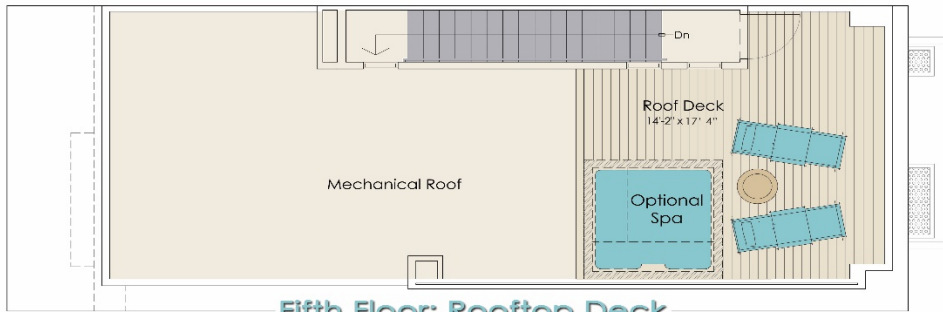 Dn
Roof Deck
14'-2" x 17' 4"
Mechanical Roof
Optional
Spa
Fifth Floor: Rooftop Deck